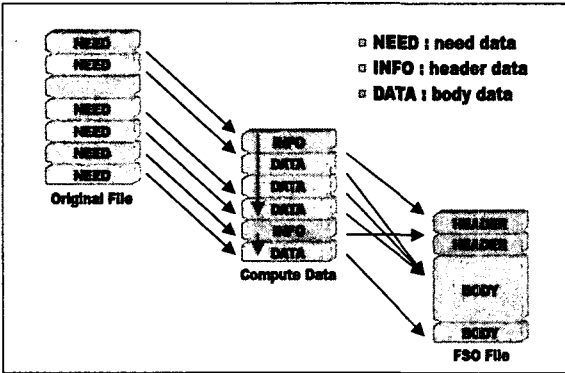 NEED
NEED
NEED
NEED
NEED
NEED
Original File
NEED : need data
INFO : header data
DATA : body data
INFO
DATA
DATA
DATA
INFO
DATA
Compute Data
HEADER
HEADER
BODY
BODY
FSO File